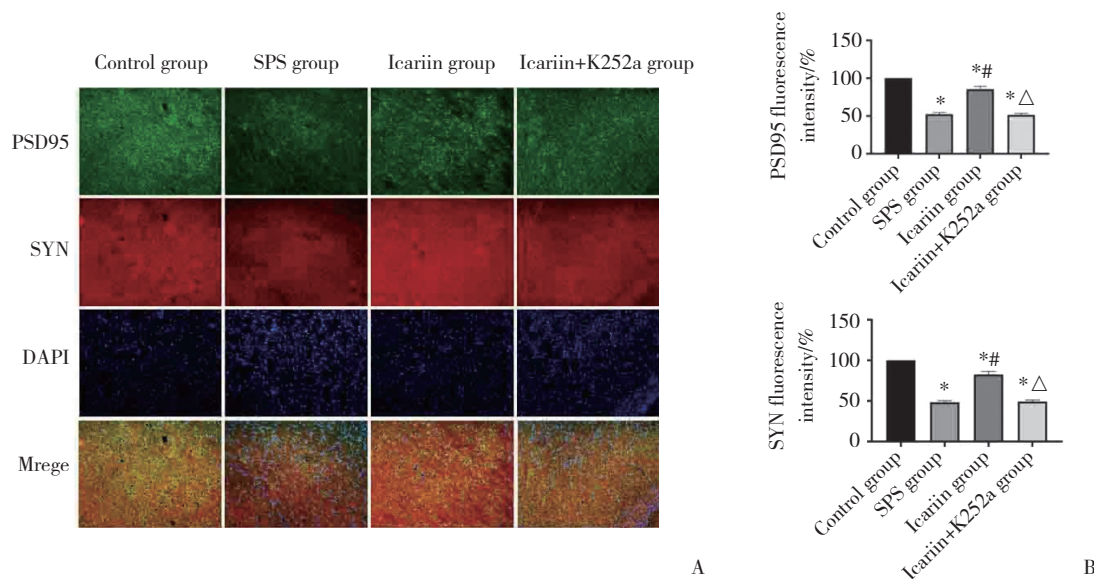 Control group SPS group Icariin group Icariin+K252a group
PSD95
SYN
DAPI
Mrege
A
PSD95 fluorescence
intensity/%
150
100
50
0
*
*#
*△
Control group
SPS group
Icariin group
Icariin+K252a group
SYN fluorescence
intensity/%
150
100
50
0
*
*#
*△
Control group
SPS group
Icariin group
Icariin+K252a group
B